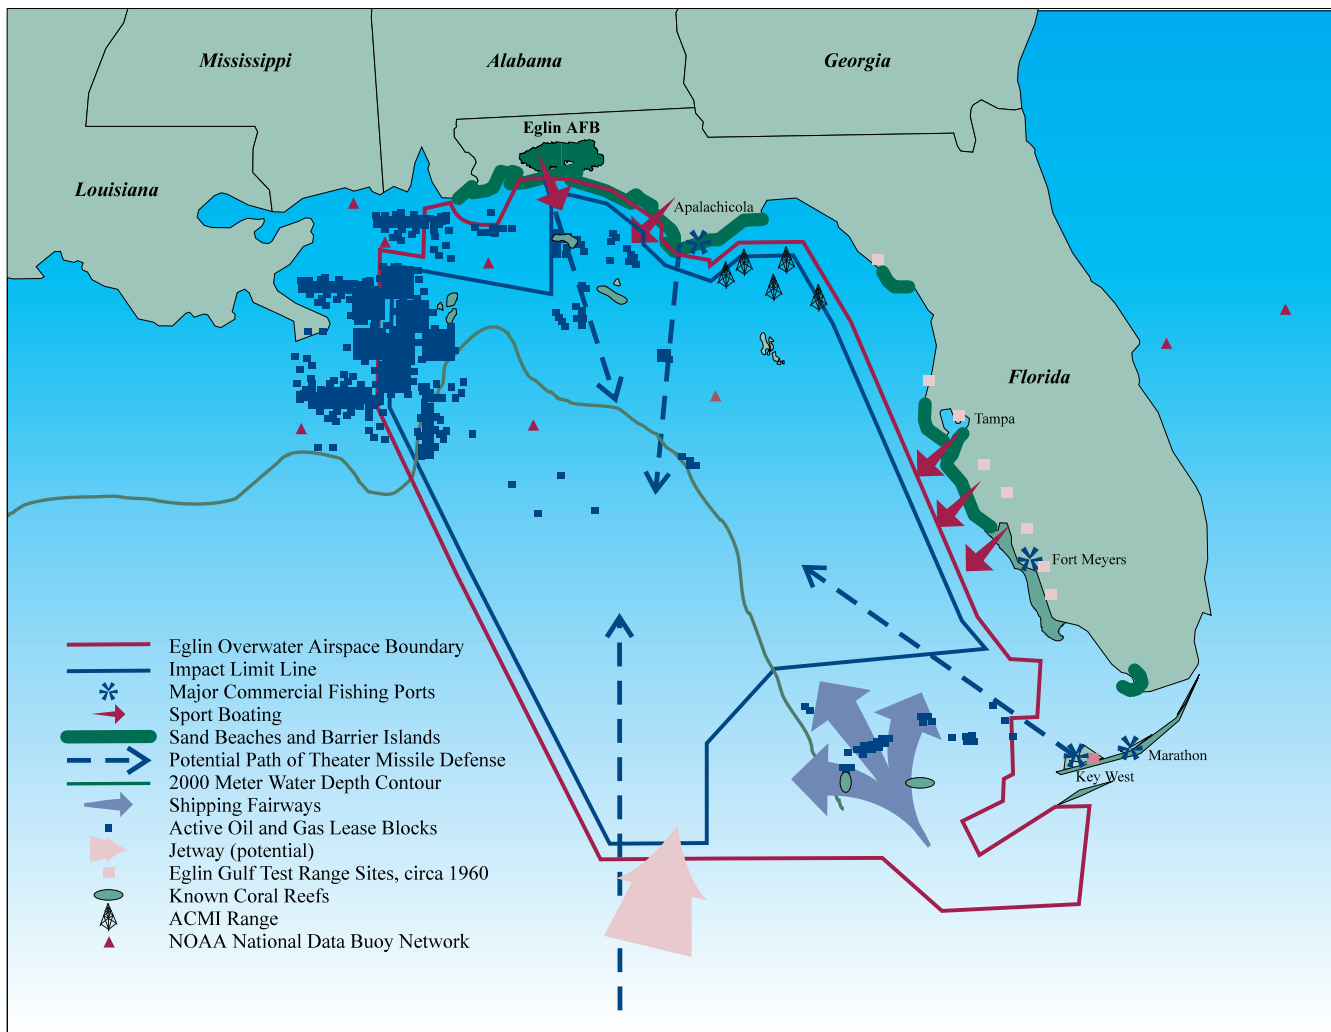 Mississippi
Alabama
Georgia
Eglin AFB
Louisiana
Apalachicola
Florida
Tampa
Fort Meyers
Marathon
Key West
Eglin Overwater Airspace Boundary
Impact Limit Line
Major Commercial Fishing Ports
Sport Boating
Sand Beaches and Barrier Islands
Potential Path of Theater Missile Defense
2000 Meter Water Depth Contour
Shipping Fairways
Active Oil and Gas Lease Blocks
Jetway (potential)
Eglin Gulf Test Range Sites, circa 1960
Known Coral Reefs
ACMI Range
NOAA National Data Buoy Network